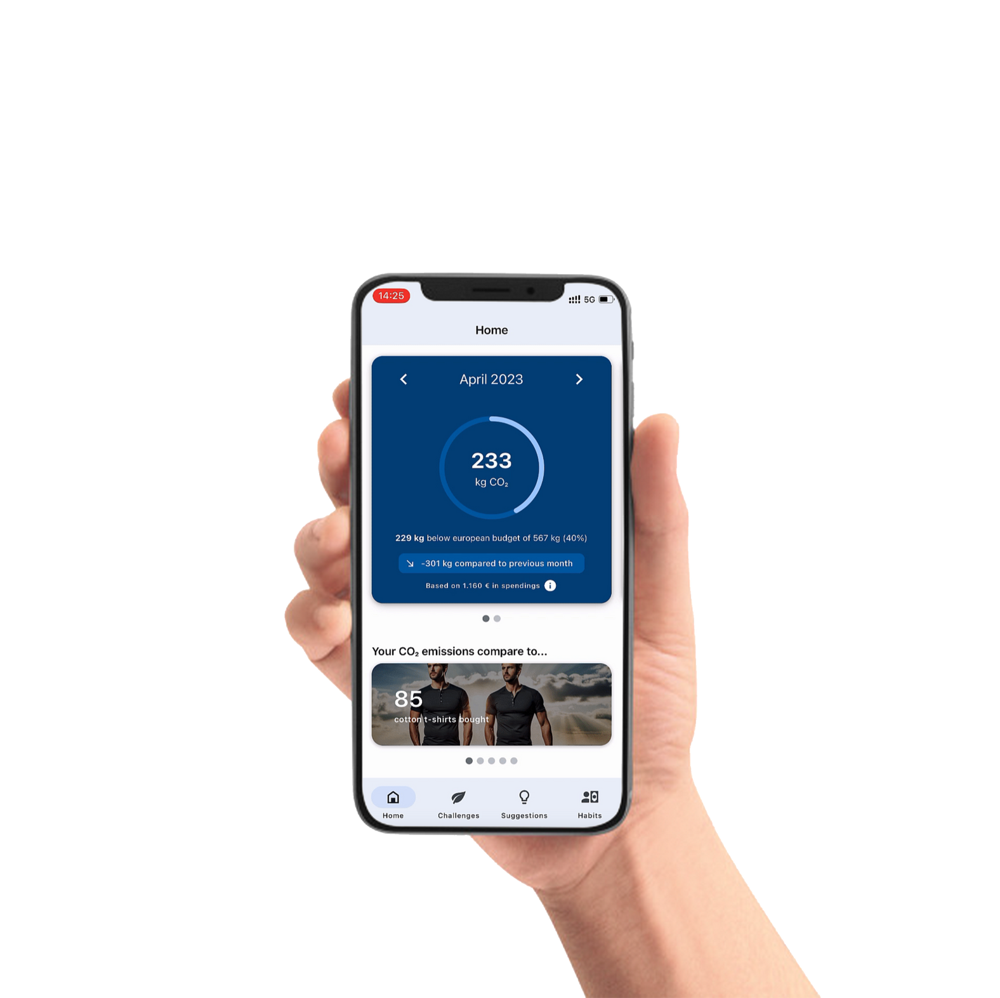 14:25
5G
Home
April 2023
233
kg CO₂
229 kg below european budget of 567 kg (40%)
-301 kg compared to previous month
Based on 1.160 € in spendings i
Your CO₂ emissions compare to...
85
cotton t-shirts bought
Home
Challenges
Suggestions
Habits